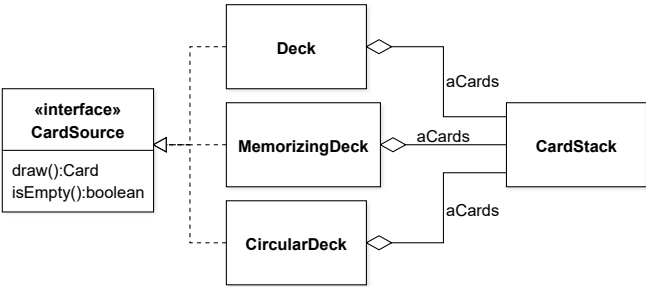 «interface»
CardSource
draw():Card
isEmpty():boolean
Deck
aCards
MemorizingDeck
aCards
CardStack
CircularDeck
aCards